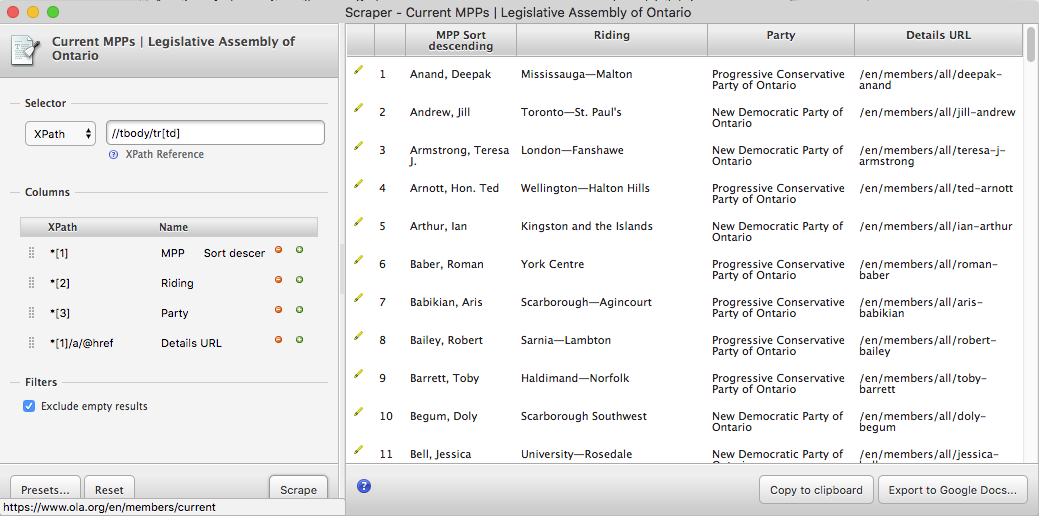 Scraper - Current MPPs | Legislative Assembly of Ontario
Current MPPs | Legislative Assembly of
Ontario
Selector
XPath
//tbody/tr[td]
XPath Reference
Columns
XPath Name
*[1] MPP Sort descer
*[2] Riding
*[3] Party
*[1]/a/@href Details URL
Filters
Exclude empty results
Presets... Reset Scrape
https://www.ola.org/en/members/current
MPP Sort
descending
Riding
Party
Details URL
1 Anand, Deepak Mississauga—Malton Progressive Conservative /en/members/all/deepak-
Party of Ontario anand
2 Andrew, Jill Toronto—St. Paul's New Democratic Party of /en/members/all/jill-andrew
Ontario
3 Armstrong, Teresa London—Fanshawe New Democratic Party of /en/members/all/teresa-j-
J. Ontario armstrong
4 Arnott, Hon. Ted Wellington—Halton Hills Progressive Conservative /en/members/all/ted-arnott
Party of Ontario
5 Arthur, Ian Kingston and the Islands New Democratic Party of /en/members/all/ian-arthur
Ontario
6 Baber, Roman York Centre Progressive Conservative /en/members/all/roman-
Party of Ontario baber
7 Babikian, Aris Scarborough—Agincourt Progressive Conservative /en/members/all/aris-
Party of Ontario babikian
8 Bailey, Robert Sarnia—Lambton Progressive Conservative /en/members/all/robert-
Party of Ontario bailey
9 Barrett, Toby Haldimand—Norfolk Progressive Conservative /en/members/all/toby-
Party of Ontario barrett
10 Begum, Doly Scarborough Southwest New Democratic Party of /en/members/all/doly-
Ontario begum
11 Bell, Jessica University—Rosedale New Democratic Party of /en/members/all/jessica-
Copy to clipboard Export to Google Docs...